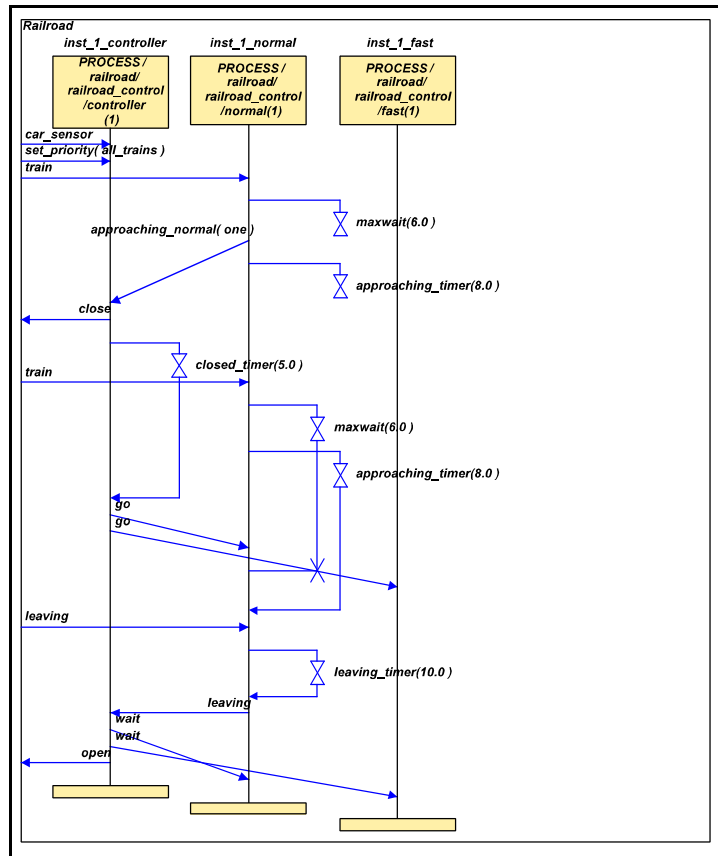 Railroad
inst_1_controller
inst_1_normal
inst_1_fast
PROCESS /
railroad/
railroad_control
/controller
(1)
PROCESS /
railroad/
railroad_control
/normal(1)
PROCESS /
railroad/
railroad_control
/fast(1)
car_sensor
set_priority( all_trains )
train
maxwait(6.0 )
approaching_normal( one )
approaching_timer(8.0 )
close
closed_timer(5.0 )
train
maxwait(6.0 )
approaching_timer(8.0 )
go
go
leaving
leaving_timer(10.0 )
leaving
wait
wait
open